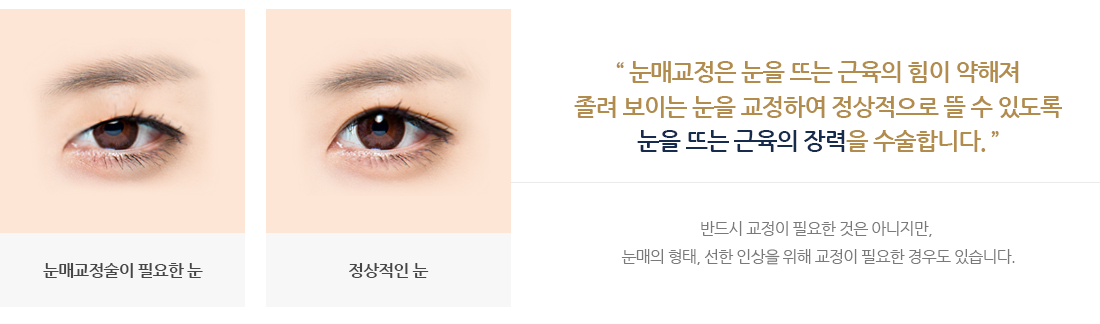 “ 눈매교정은 눈을 뜨는 근육의 힘이 약해져
졸려 보이는 눈을 교정하여 정상적으로 뜰 수 있도록
눈을 뜨는 근육의 장력을 수술합니다. ”
반드시 교정이 필요한 것은 아니지만,
눈매의 형태, 선한 인상을 위해 교정이 필요한 경우도 있습니다.
눈매교정술이 필요한 눈
정상적인 눈